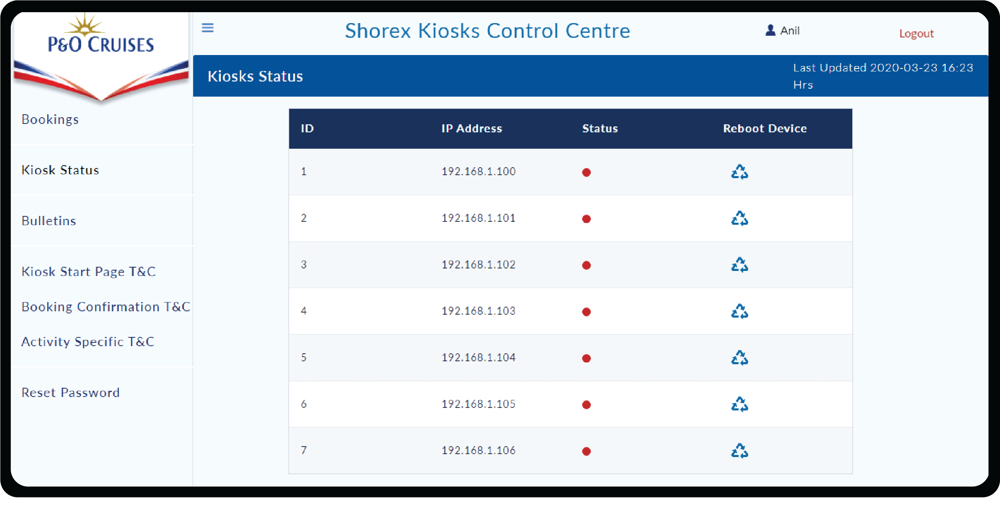 P&O CRUISES
Shorex Kiosks Control Centre
Anil
Logout
Kiosks Status
Last Updated 2020-03-23 16:23
Hrs
Bookings
Kiosk Status
Bulletins
Kiosk Start Page T&C
Booking Confirmation T&C
Activity Specific T&C
Reset Password
ID IP Address Status Reboot Device
1 192.168.1.100
2 192.168.1.101
3 192.168.1.102
4 192.168.1.103
5 192.168.1.104
6 192.168.1.105
7 192.168.1.106